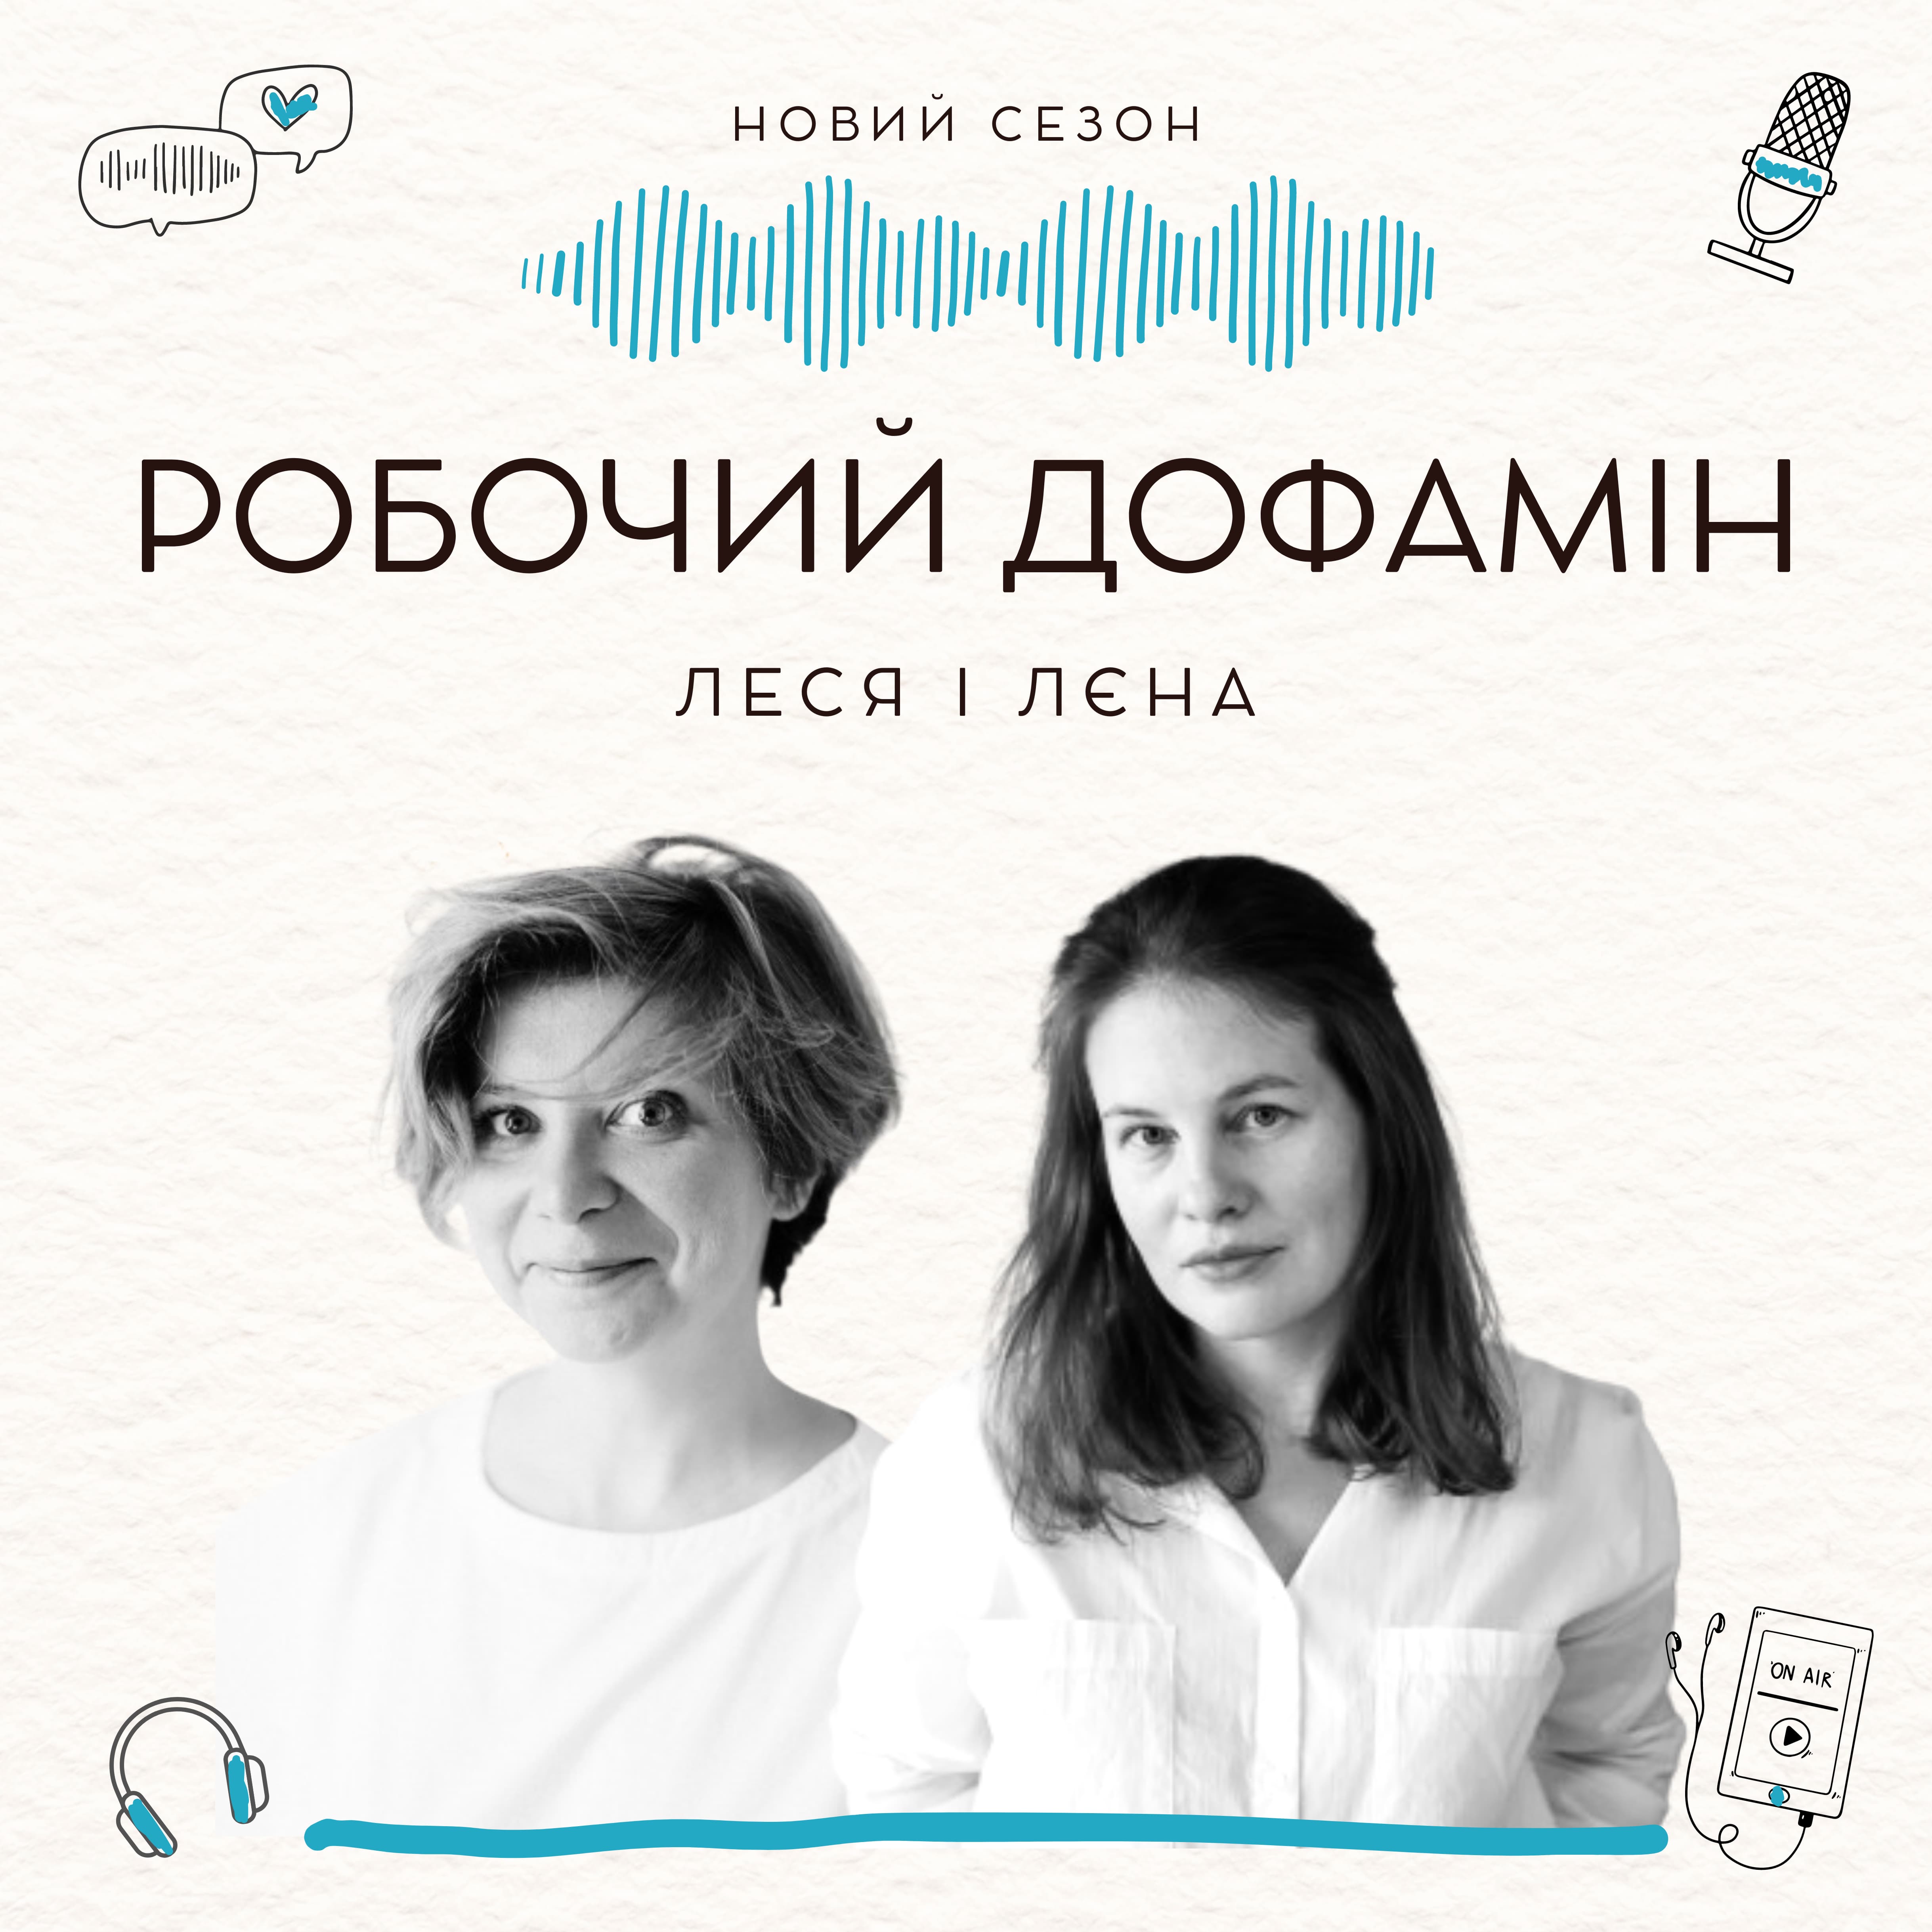 НОВИЙ СЕЗОН
РОБОЧИЙ ДОФАМІН
ЛЕСЯ І ЛЄНА
ON AIR